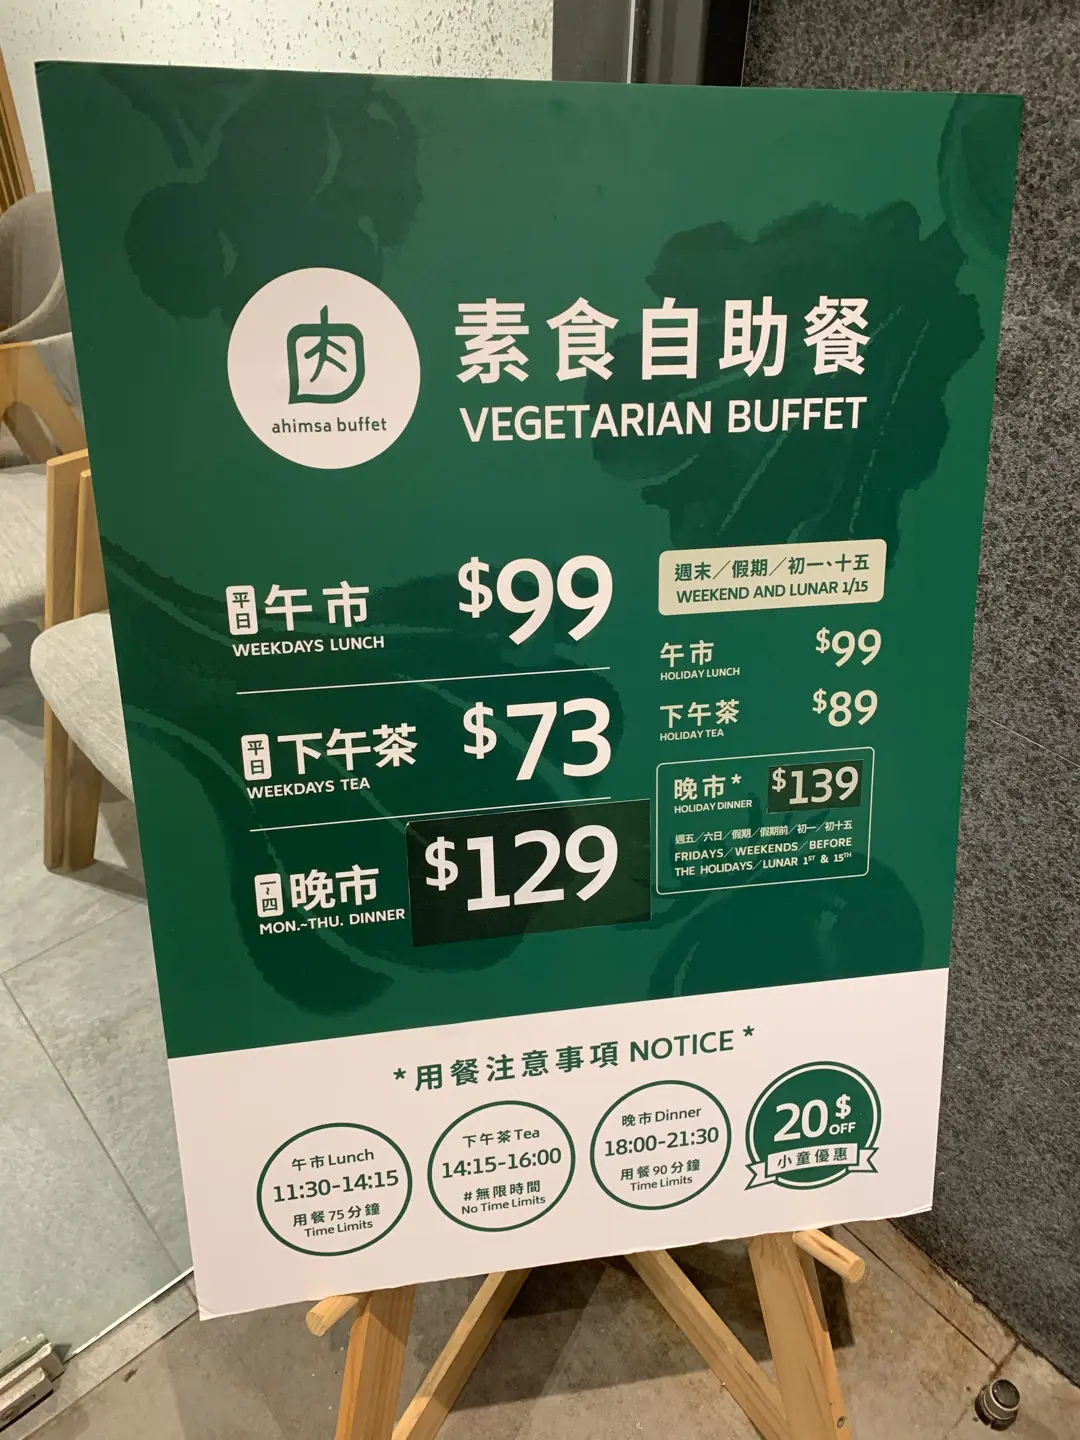 肉
ahimsa buffet
素食自助餐
VEGETARIAN BUFFET
平日 午市 $99
WEEKDAYS LUNCH
平日 下午茶 $73
WEEKDAYS TEA
一~四 晚市 $129
MON.~THU. DINNER
週末／假期／初一、十五
WEEKEND AND LUNAR 1/15
午市 $99
HOLIDAY LUNCH
下午茶 $89
HOLIDAY TEA
晚市* $139
HOLIDAY DINNER
週五／六日／假期／假期前／初一／初十五
FRIDAYS／WEEKENDS／BEFORE
THE HOLIDAYS／LUNAR 1ST & 15TH
*用餐注意事項 NOTICE*
午市 Lunch
11:30-14:15
用餐75分鐘
Time Limits
下午茶 Tea
14:15-16:00
#無限時間
No Time Limits
晚市 Dinner
18:00-21:30
用餐90分鐘
Time Limits
20$
OFF
小童優惠